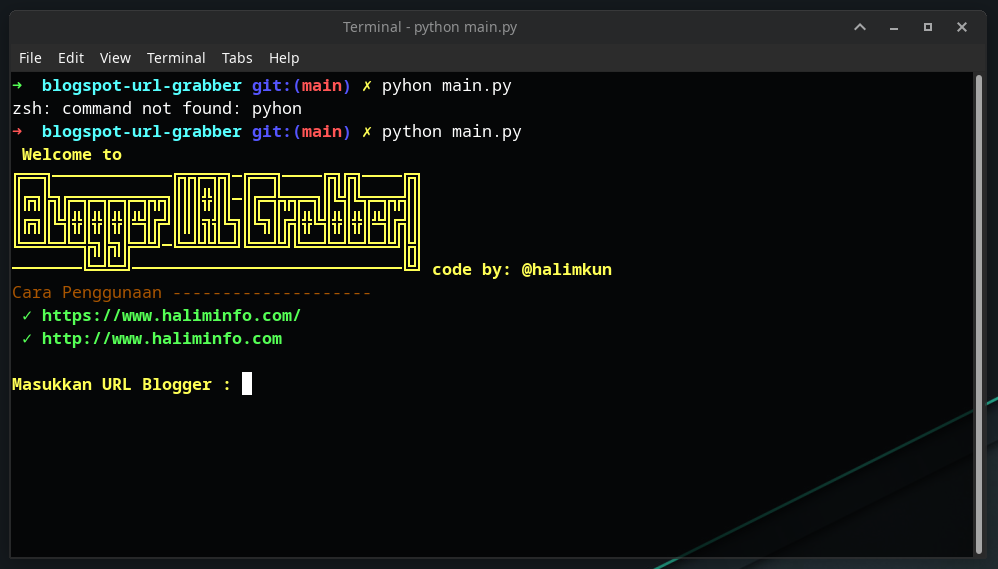 Terminal - python main.py
File Edit View Terminal Tabs Help
➜ blogspot-url-grabber git:(main) ✗ pyhon main.py
zsh: command not found: pyhon
➜ blogspot-url-grabber git:(main) ✗ python main.py
Welcome to
code by: @halimkun
Cara Penggunaan --------------------
✓ https://www.haliminfo.com/
✓ http://www.haliminfo.com
Masukkan URL Blogger :